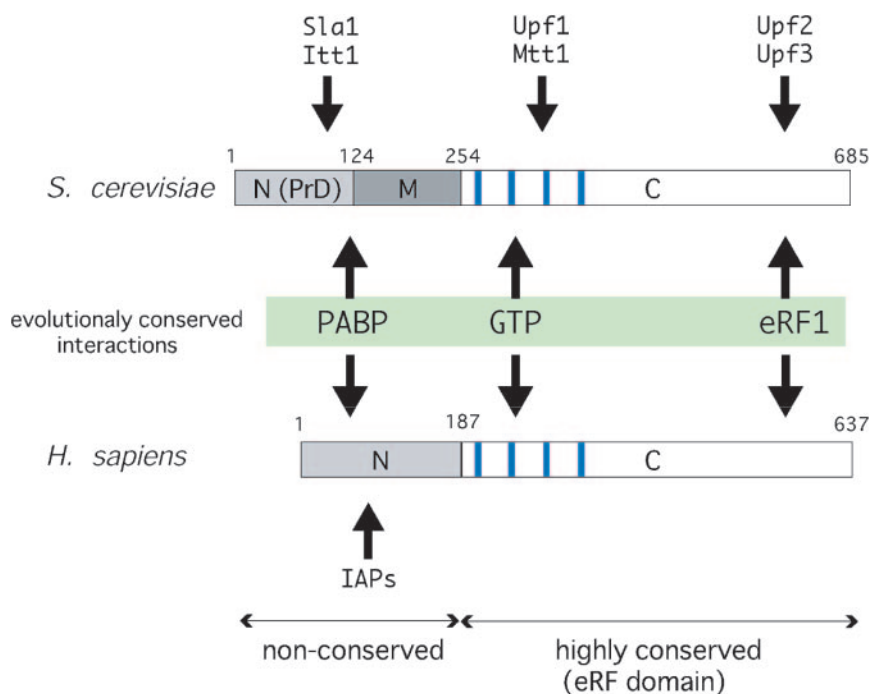 Sla1 Upf1 Upf2
Itt1 Mtt1 Upf3
1 124 254 685
S. cerevisiae N (PrD) M C
evolutionaly conserved
interactions
PABP GTP eRF1
1 187 637
H. sapiens N C
IAPs
non-conserved highly conserved
(eRF domain)